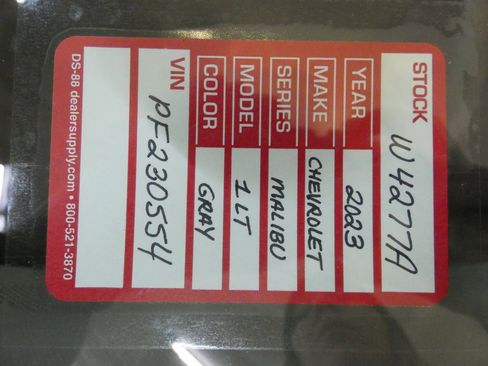 STOCK W4277A
YEAR 2023
MAKE CHEVROLET
SERIES MALIBU
MODEL 1LT
COLOR GRAY
VIN PF230554
DS-88 dealersupply.com • 800-521-3870